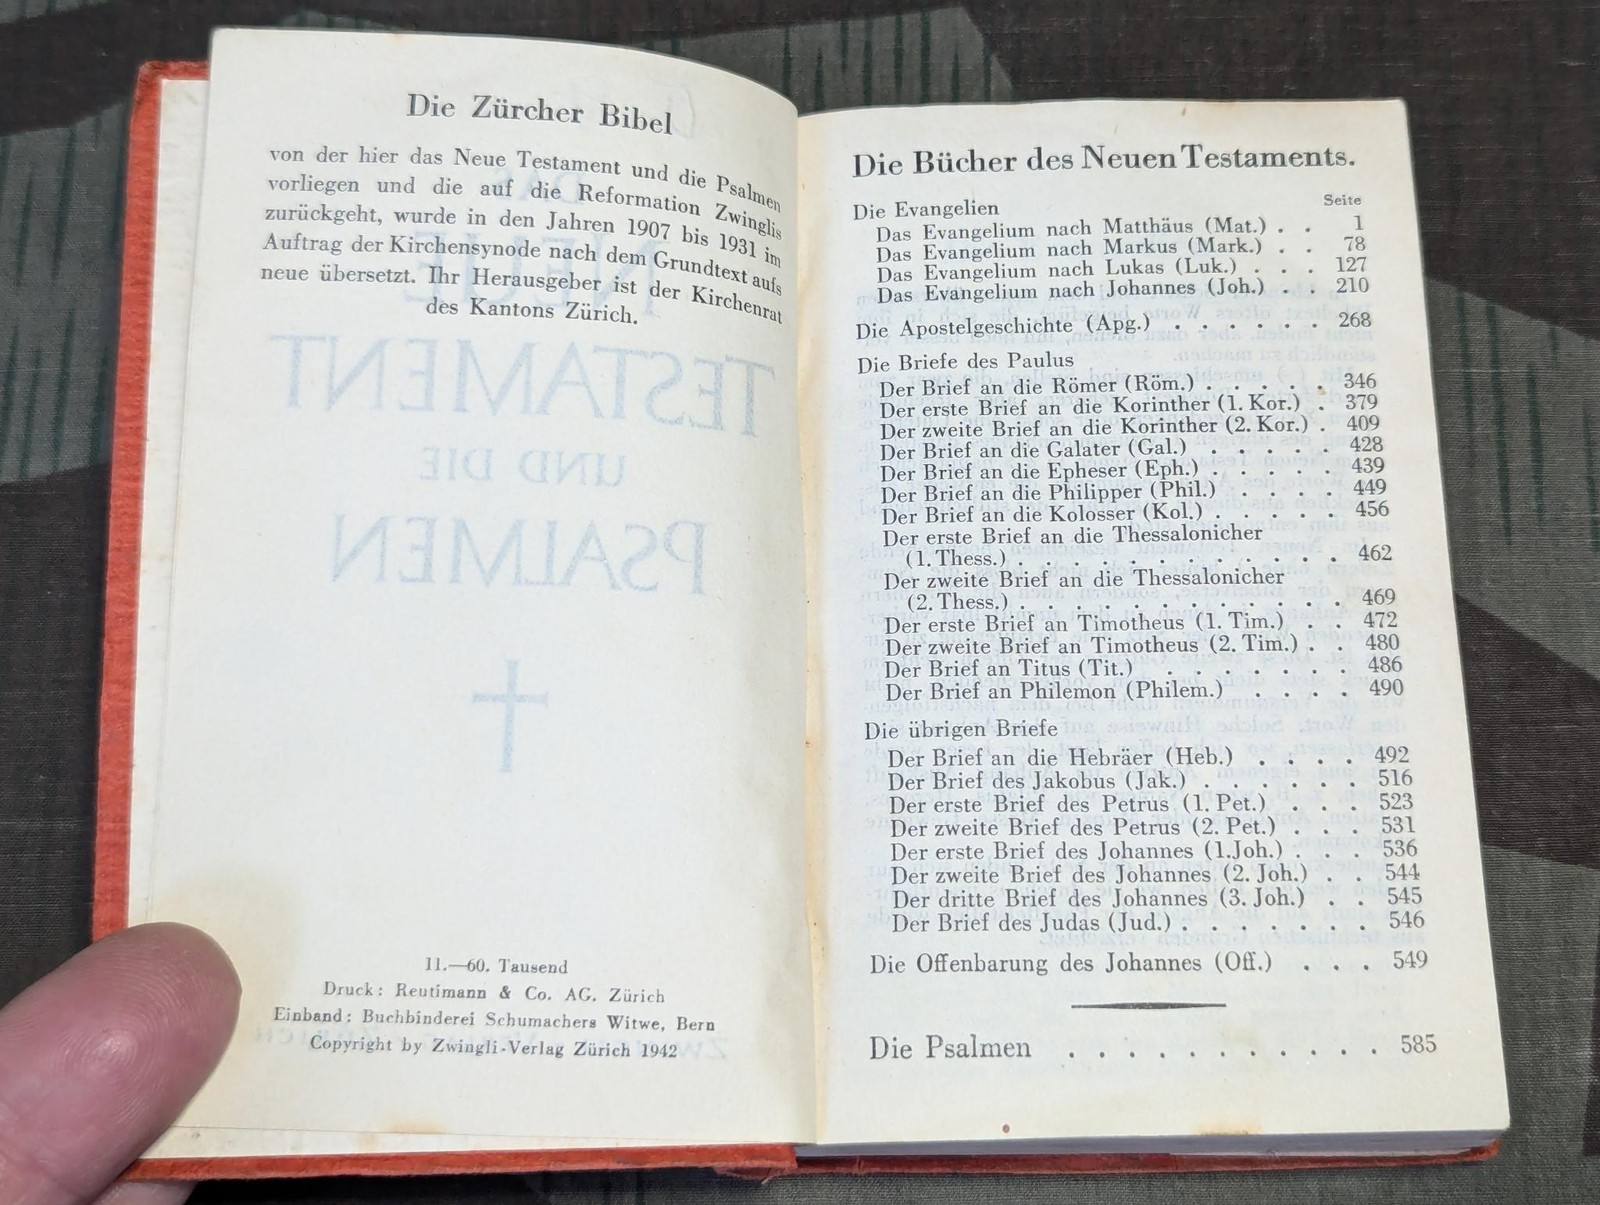 Die Zürcher Bibel
von der hier das Neue Testament und die Psalmen
vorliegen und die auf die Reformation Zwinglis
zurückgeht, wurde in den Jahren 1907 bis 1931 im
Auftrag der Kirchensynode nach dem Grundtext aufs
neue übersetzt. Ihr Herausgeber ist der Kirchenrat
des Kantons Zürich.
DAS
NEUE
TESTAMENT
UND DIE
PSALMEN
11.—60. Tausend
Druck: Reutimann & Co. AG. Zürich
Einband: Buchbinderei Schumachers Witwe, Bern
Copyright by Zwingli-Verlag Zürich 1942
Die Bücher des Neuen Testaments.
Seite
Die Evangelien
Das Evangelium nach Matthäus (Mat.) . . 1
Das Evangelium nach Markus (Mark.) . . 78
Das Evangelium nach Lukas (Luk.) . . . 127
Das Evangelium nach Johannes (Joh.) . . 210
Die Apostelgeschichte (Apg.) . . . . . . 268
Die Briefe des Paulus
Der Brief an die Römer (Röm.) . . . . . 346
Der erste Brief an die Korinther (1. Kor.) . 379
Der zweite Brief an die Korinther (2. Kor.) . 409
Der Brief an die Galater (Gal.) . . . . . 428
Der Brief an die Epheser (Eph.) . . . . . 439
Der Brief an die Philipper (Phil.) . . . . 449
Der Brief an die Kolosser (Kol.) . . . . . 456
Der erste Brief an die Thessalonicher
(1. Thess.) . . . . . . . . . . . . 462
Der zweite Brief an die Thessalonicher
(2. Thess.) . . . . . . . . . . . . 469
Der erste Brief an Timotheus (1. Tim.) . . 472
Der zweite Brief an Timotheus (2. Tim.) . . 480
Der Brief an Titus (Tit.) . . . . . . . 486
Der Brief an Philemon (Philem.) . . . . 490
Die übrigen Briefe
Der Brief an die Hebräer (Heb.) . . . . 492
Der Brief des Jakobus (Jak.) . . . . . . 516
Der erste Brief des Petrus (1. Pet.) . . . 523
Der zweite Brief des Petrus (2. Pet.) . . . 531
Der erste Brief des Johannes (1.Joh.) . . . 536
Der zweite Brief des Johannes (2. Joh.) . . 544
Der dritte Brief des Johannes (3. Joh.) . . 545
Der Brief des Judas (Jud.) . . . . . . . 546
Die Offenbarung des Johannes (Off.) . . . 549
Die Psalmen . . . . . . . . . . . 585